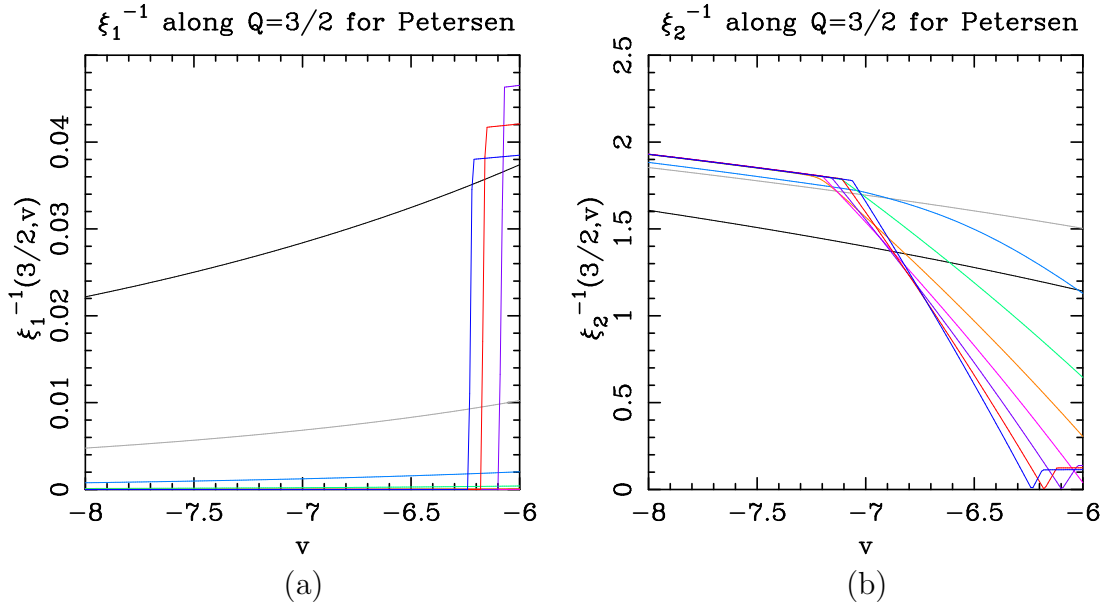 ξ₁⁻¹ along Q=3/2 for Petersen
ξ₁⁻¹(3/2,v)
0.04
0.03
0.02
0.01
0
−8 −7.5 −7 −6.5 −6
v
(a)
ξ₂⁻¹ along Q=3/2 for Petersen
ξ₂⁻¹(3/2,v)
2.5
2
1.5
1
0.5
0
−8 −7.5 −7 −6.5 −6
v
(b)